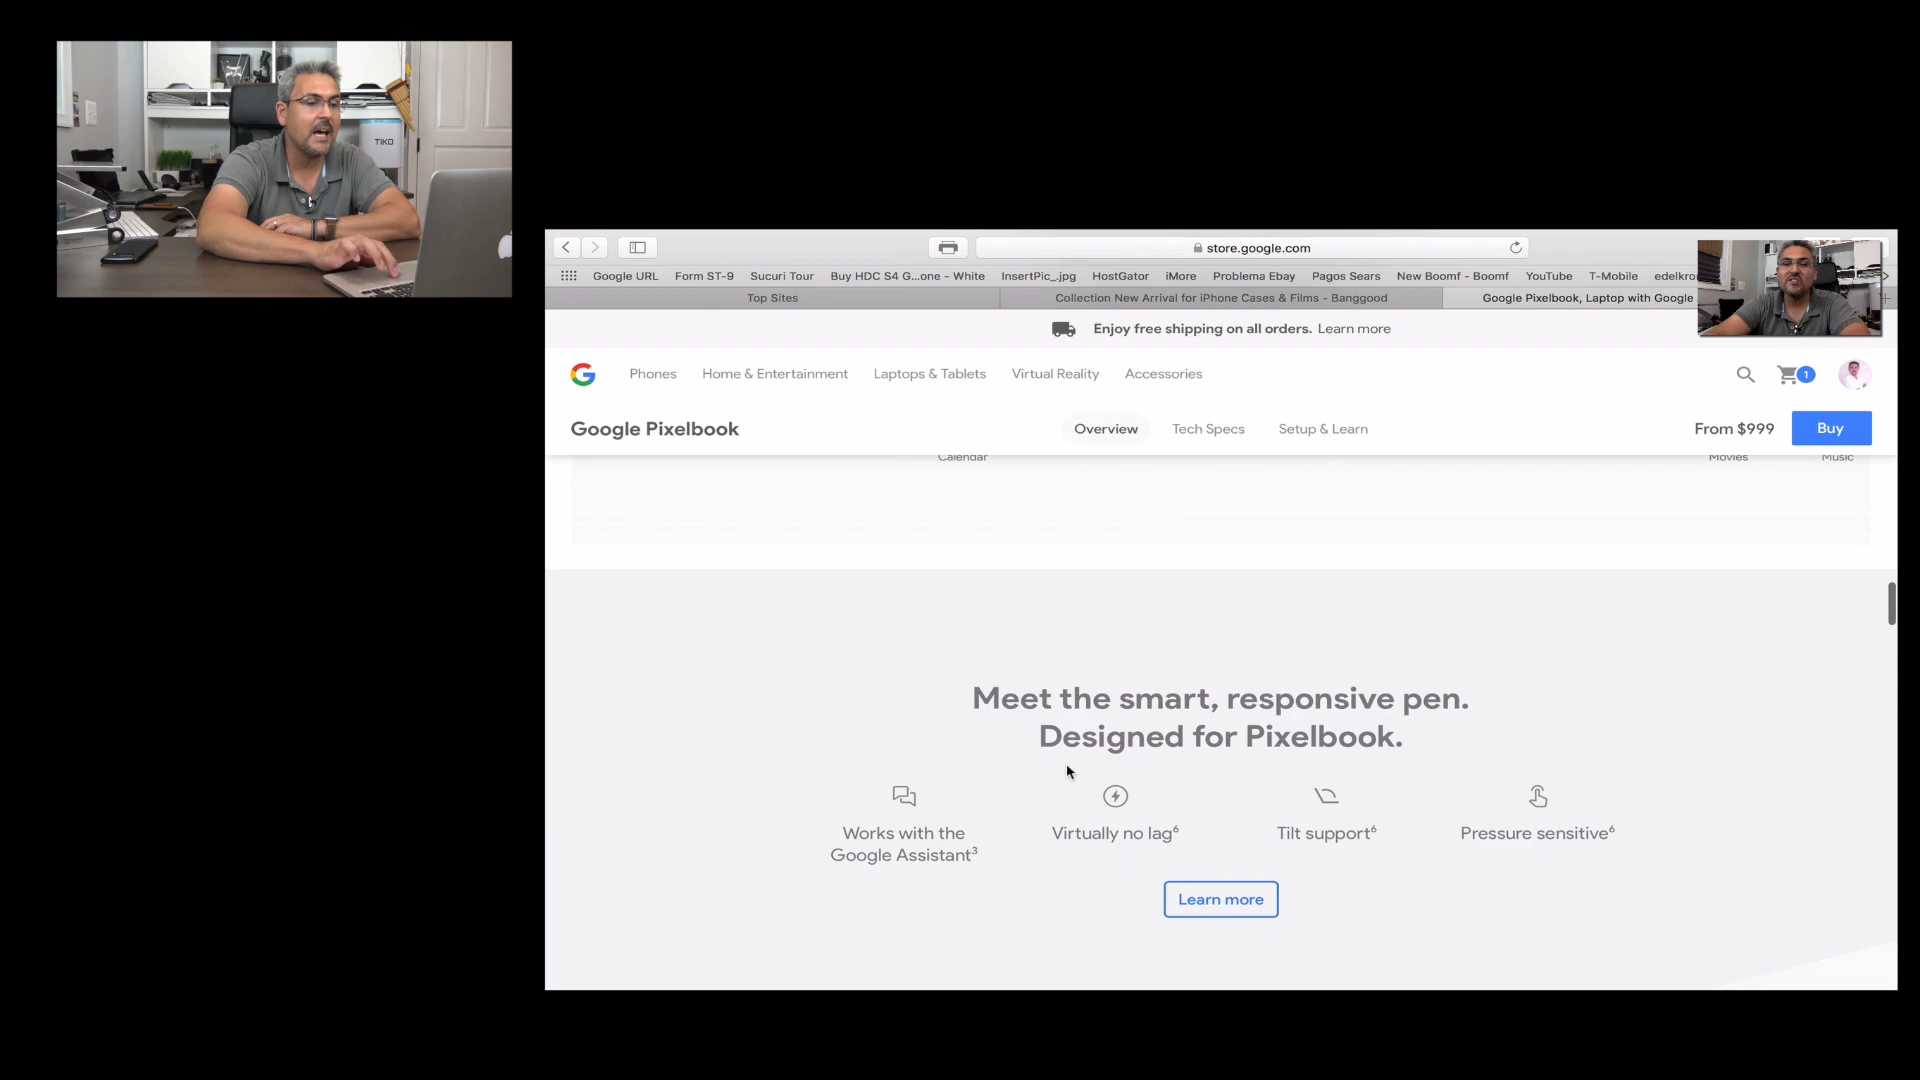 TIKO
store.google.com
Google URL Form ST-9 Sucuri Tour Buy HDC S4 G...one - White InsertPic_.jpg HostGator iMore Problema Ebay Pagos Sears New Boomf - Boomf YouTube T-Mobile edelkro
Top Sites Collection New Arrival for iPhone Cases & Films - Banggood Google Pixelbook, Laptop with Google
Enjoy free shipping on all orders. Learn more
Phones Home & Entertainment Laptops & Tablets Virtual Reality Accessories 1
Google Pixelbook Overview Tech Specs Setup & Learn From $999 Buy
Calendar Movies Music
Meet the smart, responsive pen.
Designed for Pixelbook.
Works with the
Google Assistant³
Virtually no lag⁶
Tilt support⁶
Pressure sensitive⁶
Learn more